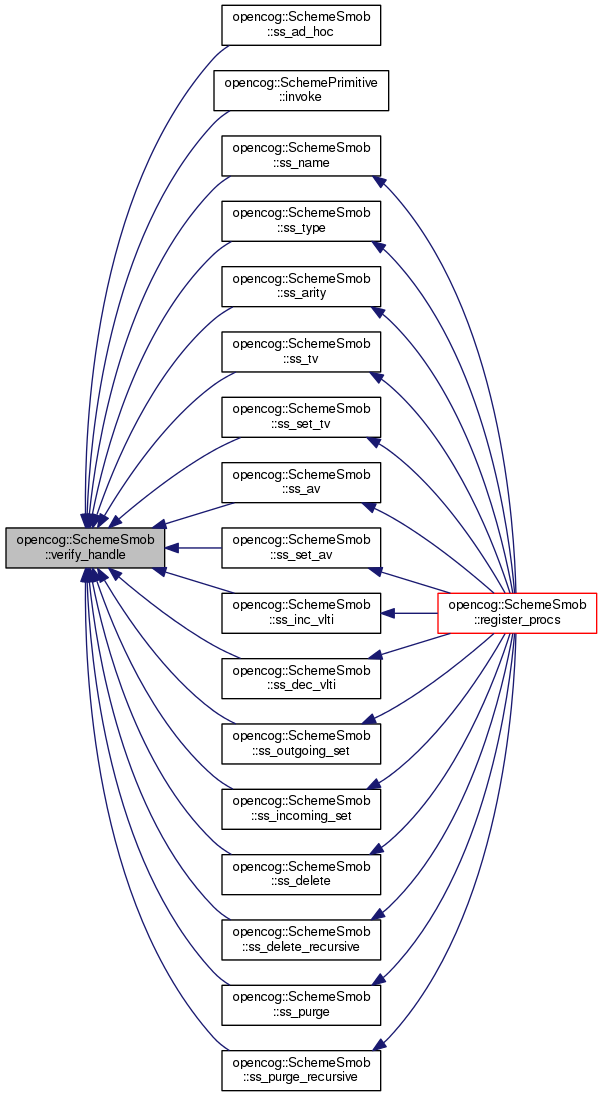 opencog::SchemeSmob
::ss_ad_hoc
opencog::SchemePrimitive
::invoke
opencog::SchemeSmob
::ss_name
opencog::SchemeSmob
::ss_type
opencog::SchemeSmob
::ss_arity
opencog::SchemeSmob
::ss_tv
opencog::SchemeSmob
::ss_set_tv
opencog::SchemeSmob
::ss_av
opencog::SchemeSmob
::verify_handle
opencog::SchemeSmob
::ss_set_av
opencog::SchemeSmob
::ss_inc_vlti
opencog::SchemeSmob
::register_procs
opencog::SchemeSmob
::ss_dec_vlti
opencog::SchemeSmob
::ss_outgoing_set
opencog::SchemeSmob
::ss_incoming_set
opencog::SchemeSmob
::ss_delete
opencog::SchemeSmob
::ss_delete_recursive
opencog::SchemeSmob
::ss_purge
opencog::SchemeSmob
::ss_purge_recursive